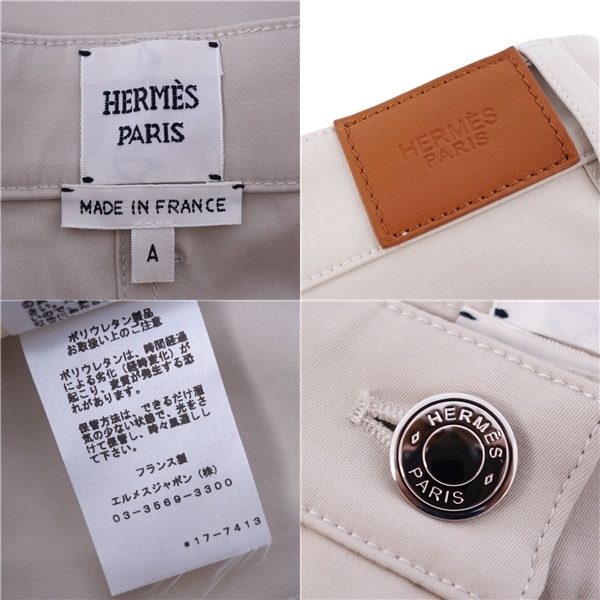 HERMÈS
PARIS
MADE IN FRANCE
A
HERMÈS
PARIS
ポリウレタン製品
お取扱い上のご注意
ポリウレタンは、時間経過
による劣化(経時変化)が
起こり、変質が発生する恐
れがあります。
保管方法は、できるだけ湿
気の少ない状態で、光をさ
けて保管し、時々風通しし
て下さい。
フランス製
エルメスジャポン(株)
03-3569-3300
*17-7413
HERMÈS
PARIS